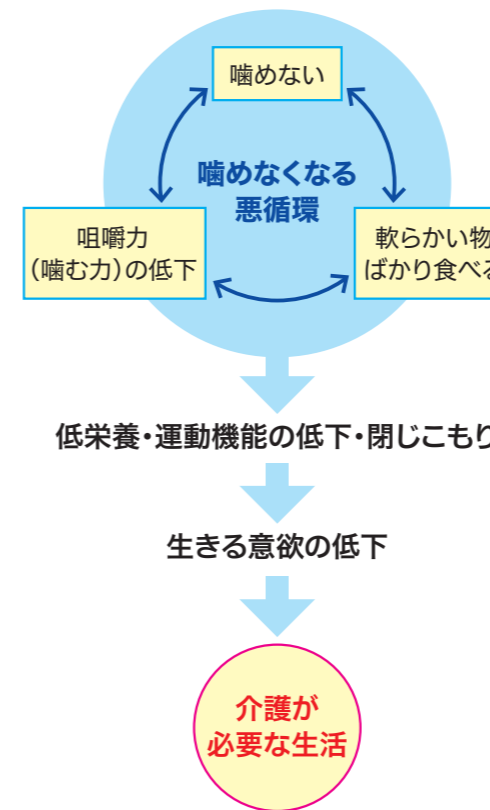 噛めない
噛めなくなる
悪循環
咀嚼力
（噛む力）の低下
軟らかい物
ばかり食べる
低栄養・運動機能の低下・閉じこもり
生きる意欲の低下
介護が
必要な生活